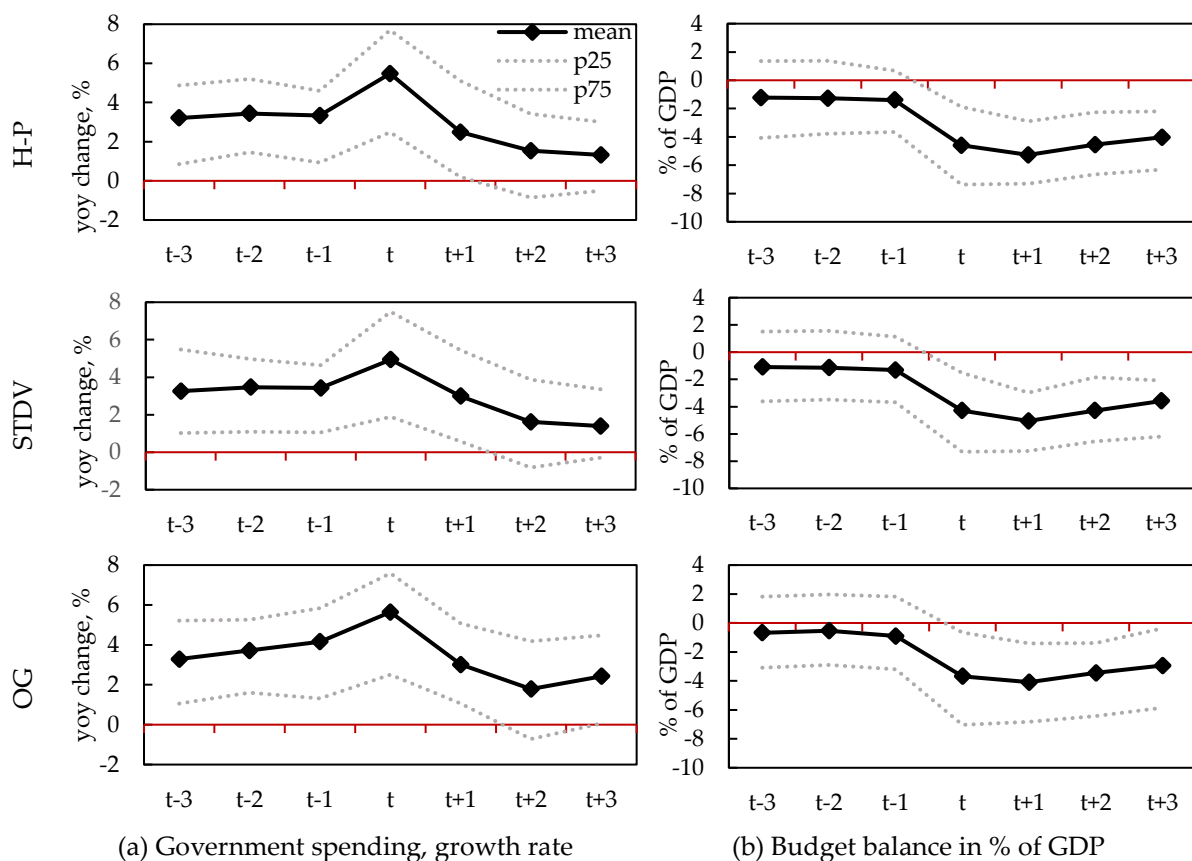 H-P
yoy change, %
8
6
4
2
0
-2
mean
p25
p75
t-3 t-2 t-1 t t+1 t+2 t+3
% of GDP
4
2
0
-2
-4
-6
-8
-10
t-3 t-2 t-1 t t+1 t+2 t+3
STDV
yoy change, %
8
6
4
2
0
-2
t-3 t-2 t-1 t t+1 t+2 t+3
% of GDP
4
2
0
-2
-4
-6
-8
-10
t-3 t-2 t-1 t t+1 t+2 t+3
OG
yoy change, %
8
6
4
2
0
-2
t-3 t-2 t-1 t t+1 t+2 t+3
% of GDP
4
2
0
-2
-4
-6
-8
-10
t-3 t-2 t-1 t t+1 t+2 t+3
(a) Government spending, growth rate
(b) Budget balance in % of GDP